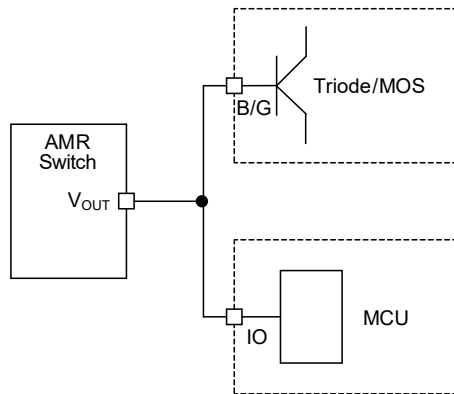 Triode/MOS
B/G
AMR
Switch
VOUT
MCU
IO